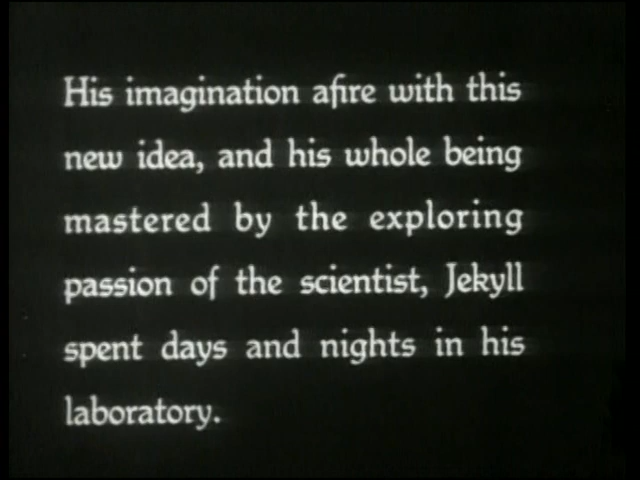 His imagination afire with this
new idea, and his whole being
mastered by the exploring
passion of the scientist, Jekyll
spent days and nights in his
laboratory.